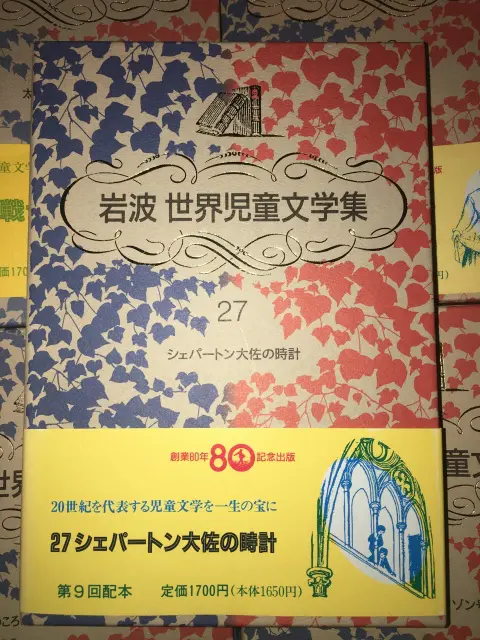 岩波 世界児童文学集
27
シェパートン大佐の時計
創業80年 80 記念出版
20世紀を代表する児童文学を一生の宝に
27 シェパートン大佐の時計
第9回配本 定価1700円(本体1650円)